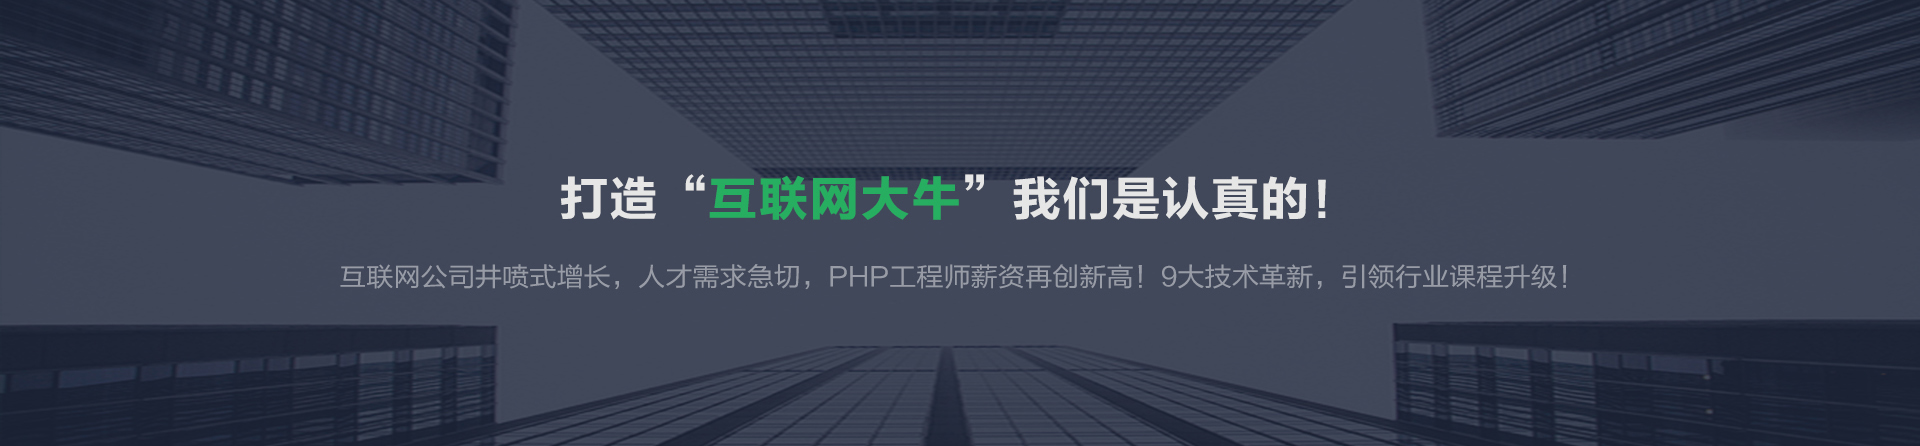 打造“互联网大牛”我们是认真的！
互联网公司井喷式增长，人才需求急切，PHP工程师薪资再创新高！9大技术革新，引领行业课程升级！